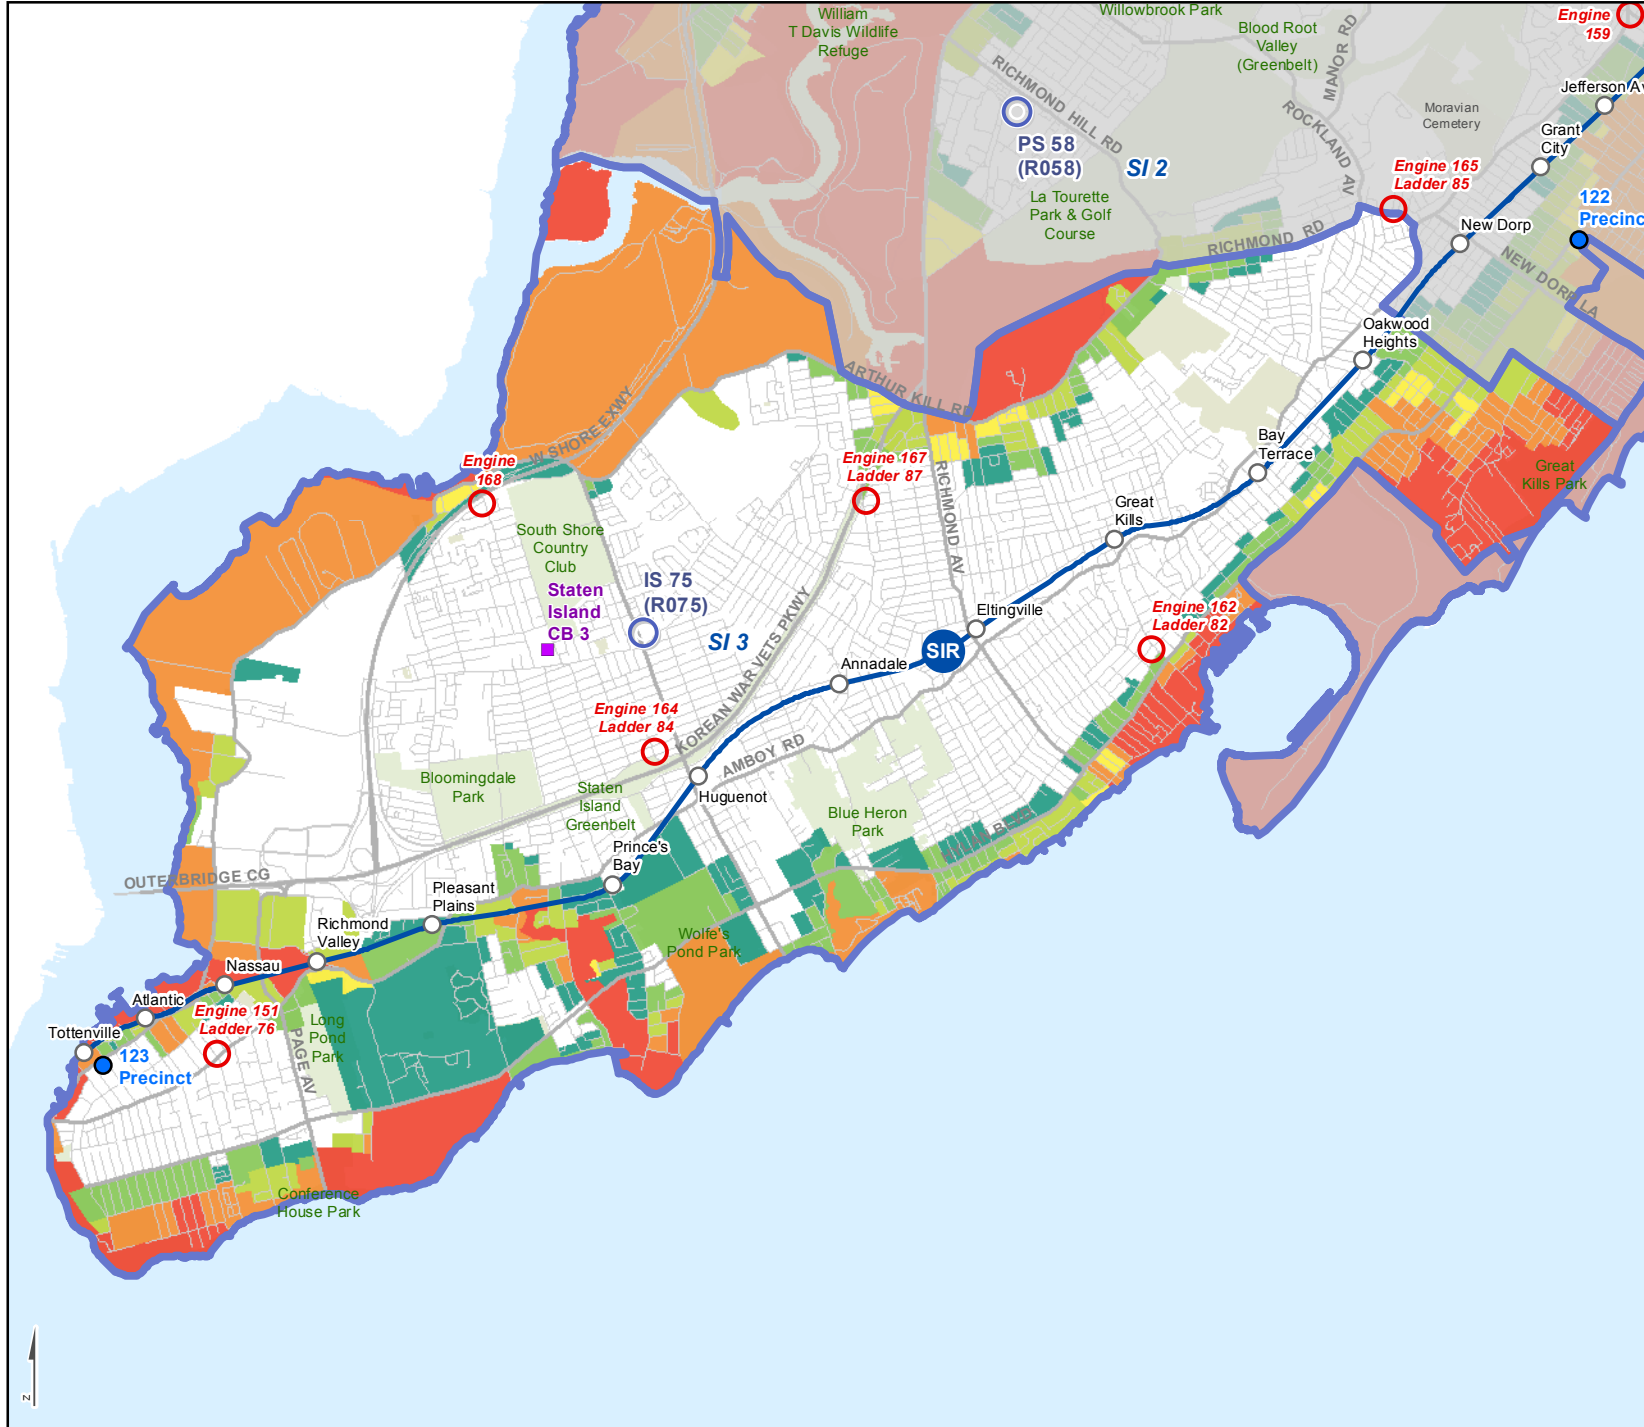 William
T Davis Wildlife
Refuge
Willowbrook Park
Blood Root
Valley
(Greenbelt)
MANOR RD
Engine
159
Jefferson Av
RICHMOND HILL RD
ROCKLAND AV
Moravian
Cemetery
Grant
City
PS 58
(R058)
SI 2
Engine 165
Ladder 85
122
Precinc
La Tourette
Park & Golf
Course
RICHMOND RD
New Dorp
NEW DORP LA
Oakwood
Heights
ARTHUR KILL RD
W SHORE EXWY
Bay
Terrace
Engine
168
Engine 167
Ladder 87
RICHMOND AV
Great
Kills Park
Great
Kills
South Shore
Country
Club
Staten
Island
CB 3
IS 75
(R075)
SI 3
KOREAN WAR VETS PKWY
Eltingville
Engine 162
Ladder 82
SIR
Annadale
Engine 164
Ladder 84
AMBOY RD
Bloomingdale
Park
Staten
Island
Greenbelt
Huguenot
Blue Heron
Park
Prince's
Bay
OUTERBRIDGE CG
Pleasant
Plains
Richmond
Valley
Wolfe's
Pond Park
Nassau
Atlantic
Engine 151
Ladder 76
Long
Pond
Park
Tottenville
123
Precinct
PAGE AV
Conference
House Park
z